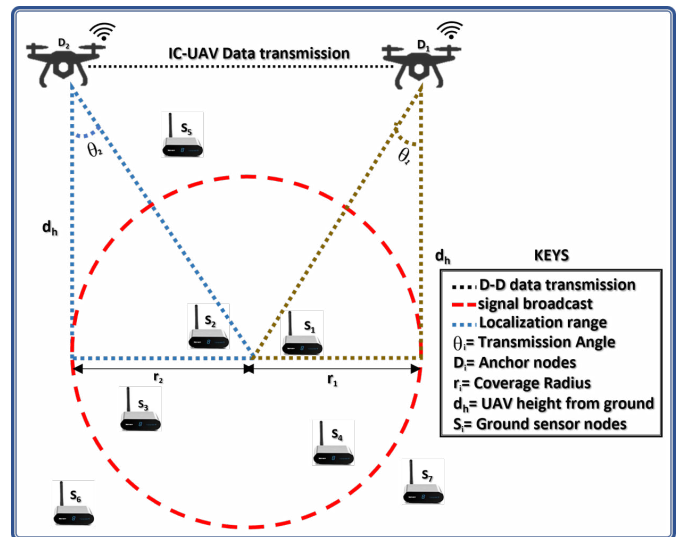 D₂
D₁
IC-UAV Data transmission
S₅
θ₂
θ₁
dₕ
dₕ
S₂
S₁
r₂
r₁
S₃
S₄
S₆
S₇
KEYS
D-D data transmission
signal broadcast
Localization range
θᵢ= Transmission Angle
Dᵢ= Anchor nodes
rᵢ= Coverage Radius
dₕ= UAV height from ground
Sᵢ= Ground sensor nodes